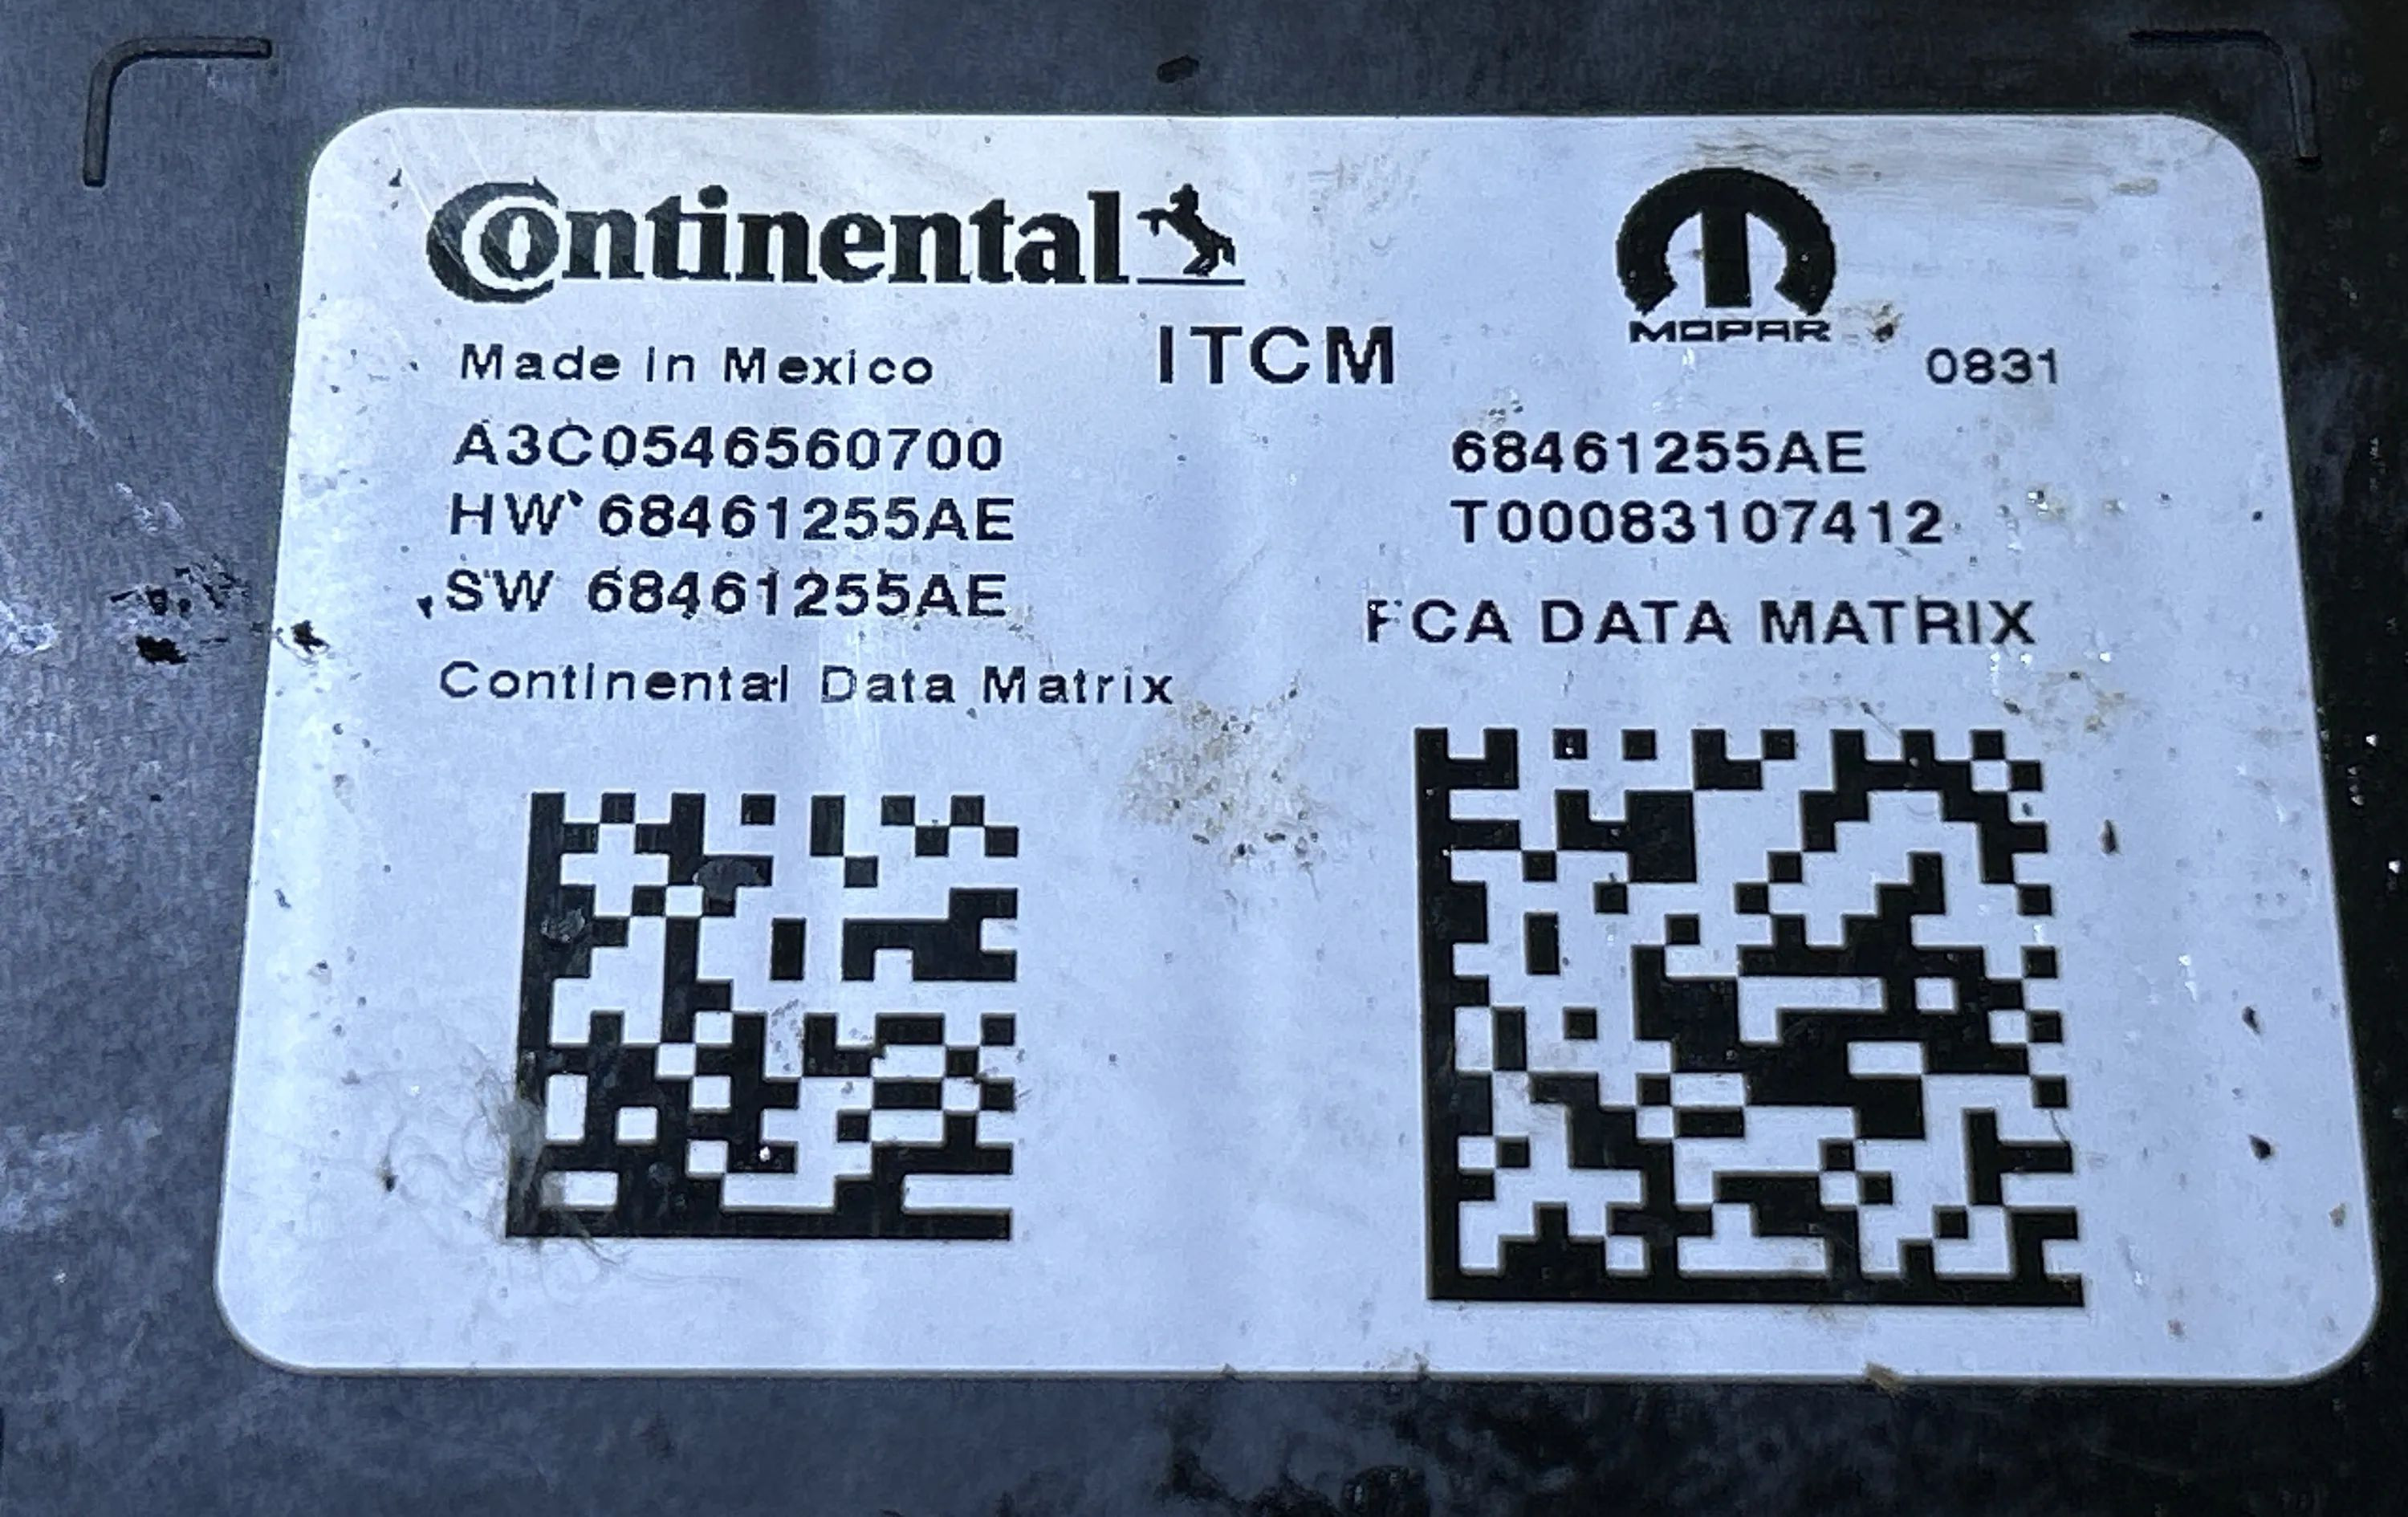 Continental
MOPAR
Made in Mexico
ITCM
0831
A3C0546560700
68461255AE
HW 68461255AE
T00083107412
SW 68461255AE
FCA DATA MATRIX
Continental Data Matrix